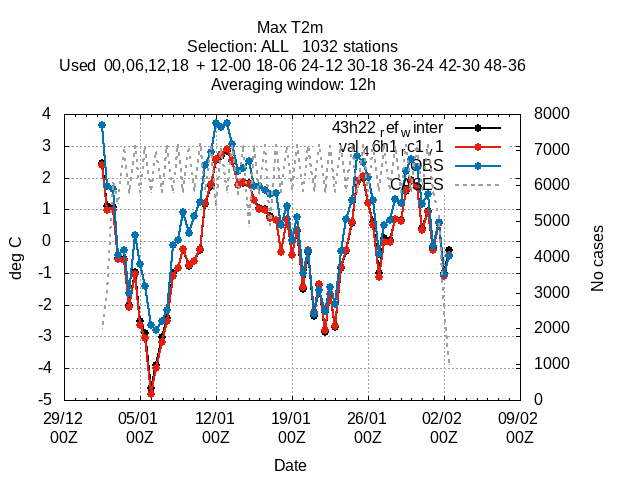 Max T2m
Selection: ALL 1032 stations
Used 00,06,12,18 + 12-00 18-06 24-12 30-18 36-24 42-30 48-36
Averaging window: 12h
43h22_ref_winter
val_46h1_rc1.1
OBS
CASES
deg C
4
3
2
1
0
-1
-2
-3
-4
-5
No cases
8000
7000
6000
5000
4000
3000
2000
1000
0
29/12 05/01 12/01 19/01 26/01 02/02 09/02
00Z 00Z 00Z 00Z 00Z 00Z 00Z
Date